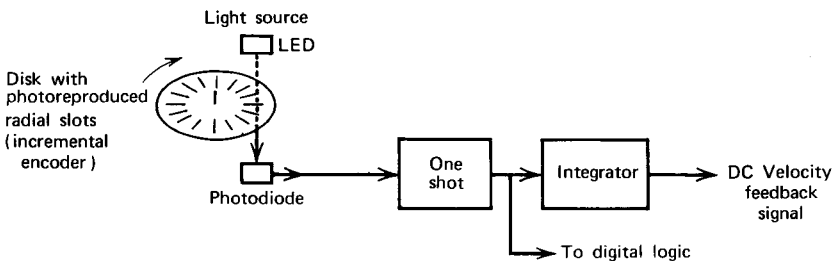 Light source
LED
Disk with
photoreproduced
radial slots
(incremental
encoder)
Photodiode
One
shot
Integrator
DC Velocity
feedback
signal
To digital logic